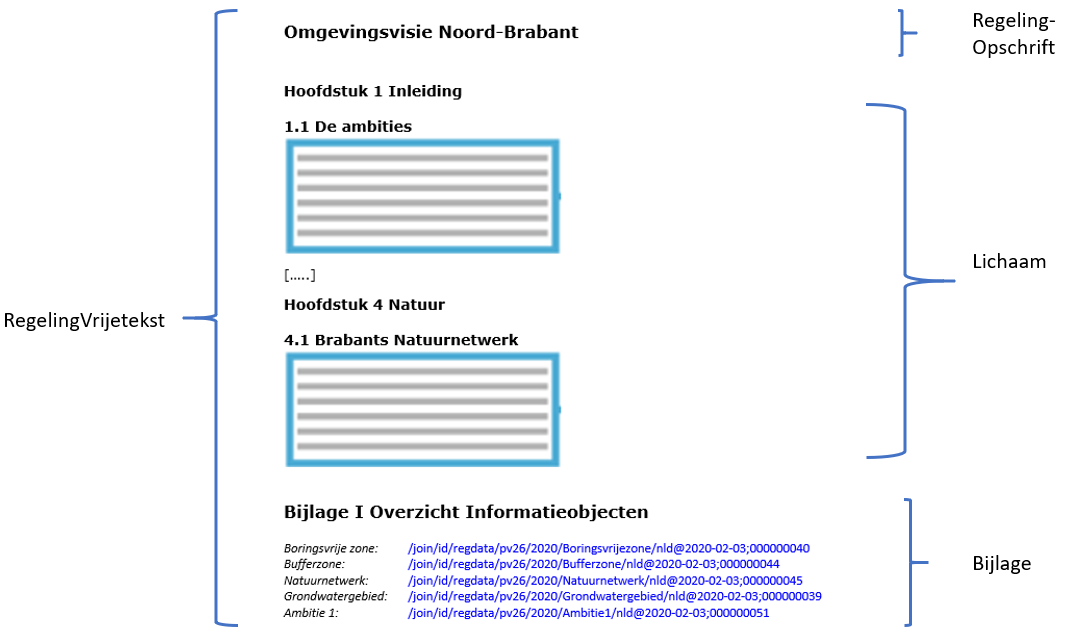 Omgevingsvisie Noord-Brabant
Regeling-
Opschrift
Hoofdstuk 1 Inleiding
1.1 De ambities
[…..]
Lichaam
Hoofdstuk 4 Natuur
RegelingVrijetekst
4.1 Brabants Natuurnetwerk
Bijlage I Overzicht Informatieobjecten
Boringsvrije zone: /join/id/regdata/pv26/2020/Boringsvrijezone/nld@2020-02-03;000000040
Bufferzone: /join/id/regdata/pv26/2020/Bufferzone/nld@2020-02-03;000000044
Natuurnetwerk: /join/id/regdata/pv26/2020/Natuurnetwerk/nld@2020-02-03;000000045
Grondwatergebied: /join/id/regdata/pv26/2020/Grondwatergebied/nld@2020-02-03;000000039
Ambitie 1: /join/id/regdata/pv26/2020/Ambitie1/nld@2020-02-03;000000051
Bijlage